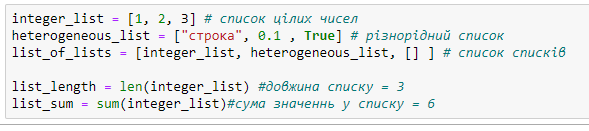 integer_list = [1, 2, 3] # список цілих чисел
heterogeneous_list = ["строка", 0.1 , True] # різнорідний список
list_of_lists = [integer_list, heterogeneous_list, [] ] # список списків
list_length = len(integer_list) #довжина списку = 3
list_sum = sum(integer_list)#сума значеннь у списку = 6